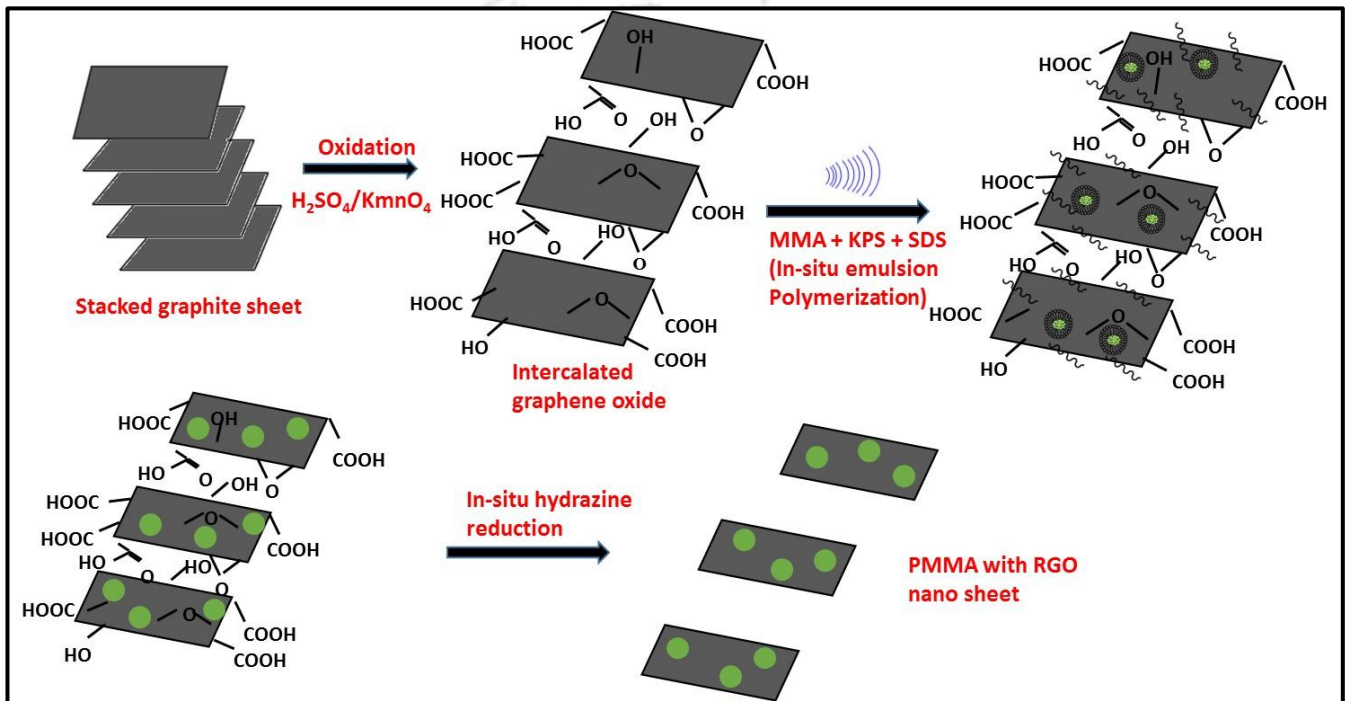 Stacked graphite sheet
Oxidation
H₂SO₄/KmnO₄
HOOC
OH
COOH
HO
O
O
OH
HOOC
O
HOOC
COOH
HO
O
HO
O
HOOC
O
COOH
HO
COOH
Intercalated
graphene oxide
MMA + KPS + SDS
(In-situ emulsion
Polymerization)
HOOC
OH
COOH
HO
O
O
OH
HOOC
O
HOOC
COOH
HO
O
HO
O
HOOC
O
COOH
HO
COOH
HOOC
OH
COOH
HO
O
O
OH
HOOC
O
HOOC
COOH
HO
O
HO
O
HOOC
O
COOH
HO
COOH
In-situ hydrazine
reduction
PMMA with RGO
nano sheet